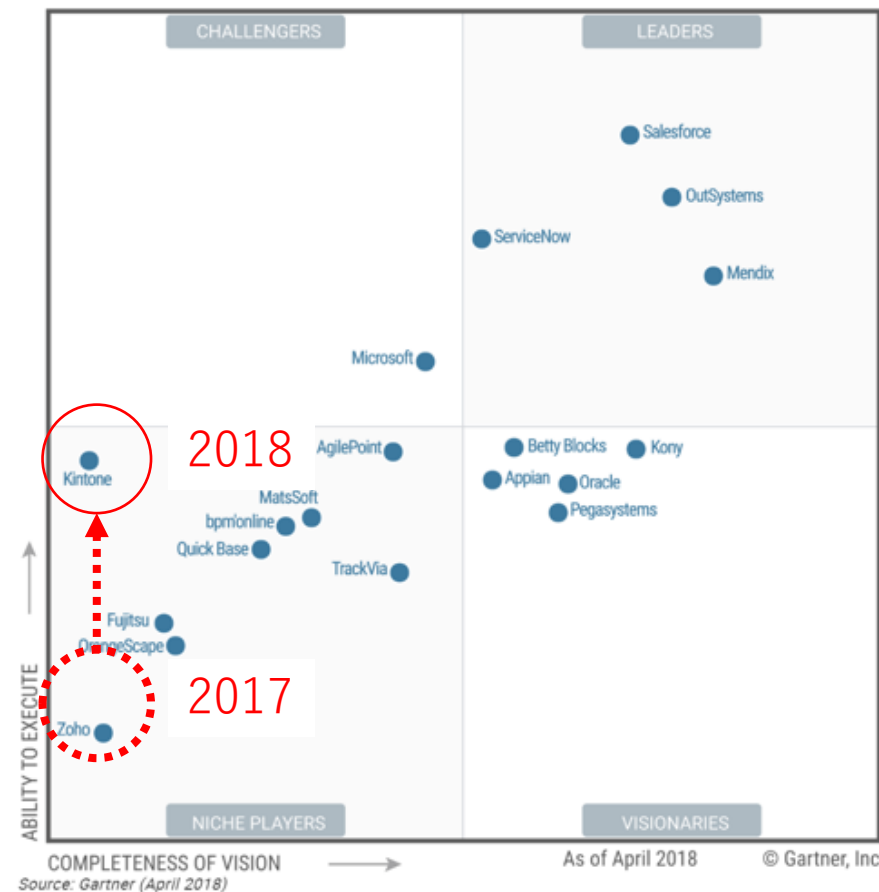 CHALLENGERS
LEADERS
Salesforce
OutSystems
ServiceNow
Mendix
Microsoft
2018
AgilePoint
Betty Blocks
Kony
Kintone
Appian
Oracle
MatsSoft
bpm'online
Pegasystems
Quick Base
TrackVia
Fujitsu
OrangeScape
2017
Zoho
ABILITY TO EXECUTE
NICHE PLAYERS
VISIONARIES
COMPLETENESS OF VISION
As of April 2018
© Gartner, Inc
Source: Gartner (April 2018)